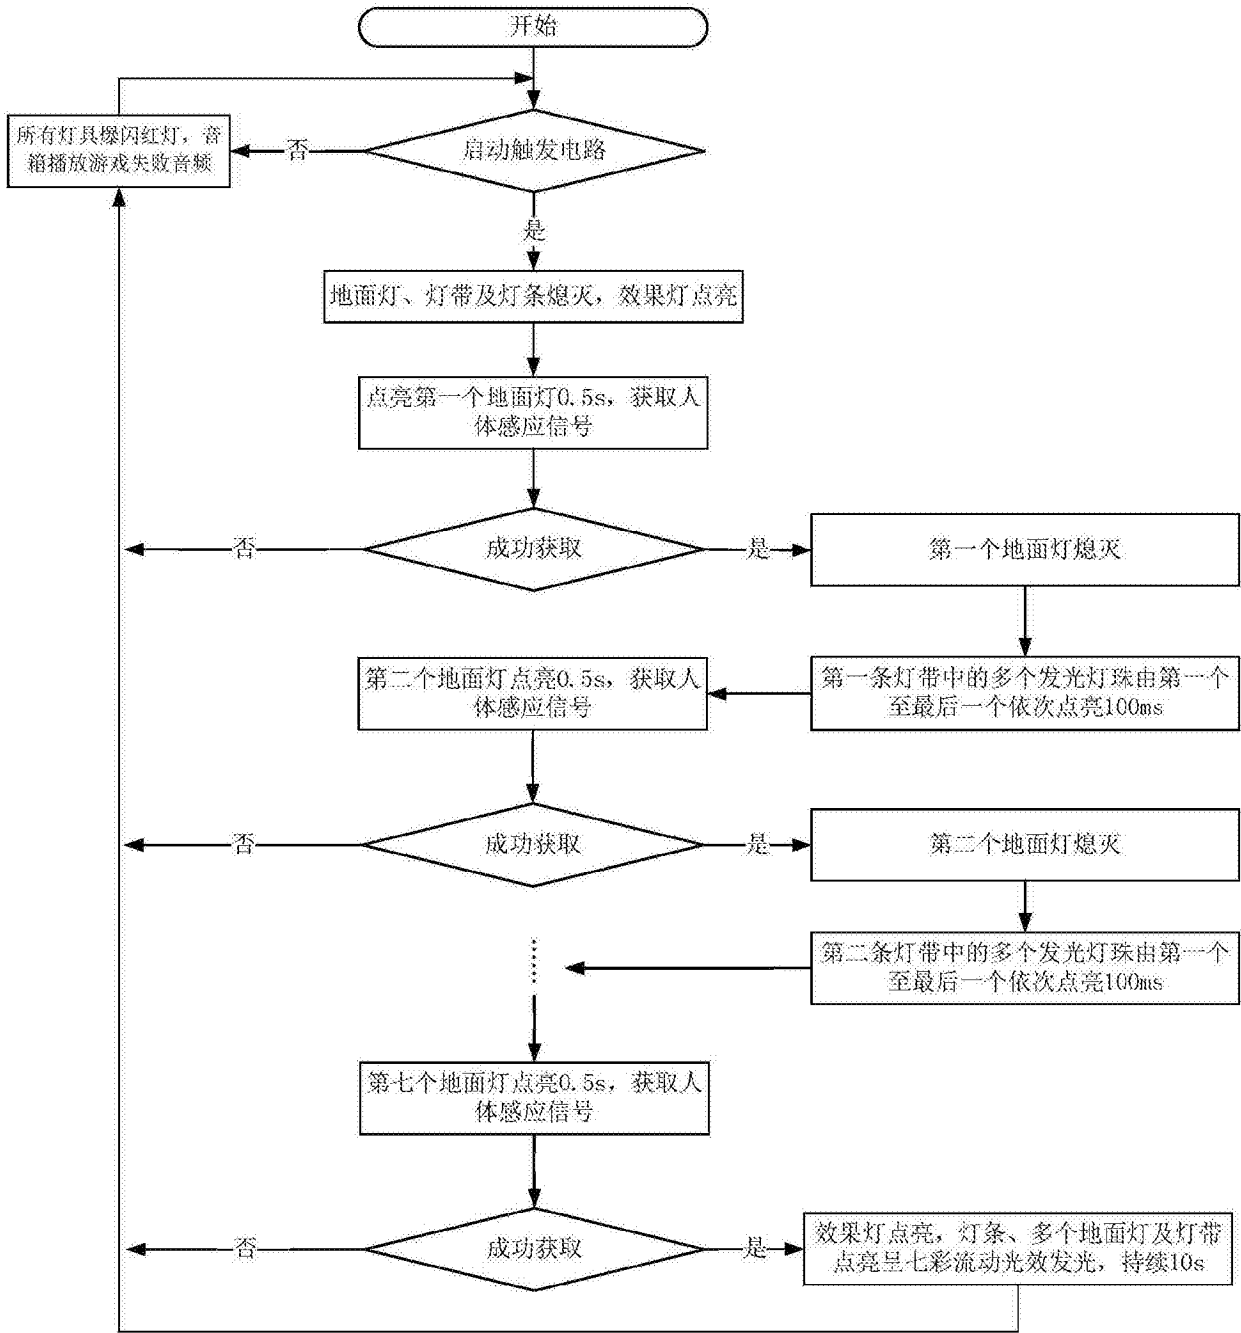 开始
所有灯具爆闪红灯，音
箱播放游戏失败音频
否
启动触发电路
是
地面灯、灯带及灯条熄灭，效果灯点亮
点亮第一个地面灯0.5s，获取人
体感应信号
否
成功获取
是
第一个地面灯熄灭
第二个地面灯点亮0.5s，获取人
体感应信号
第一条灯带中的多个发光灯珠由第一个
至最后一个依次点亮100ms
否
成功获取
是
第二个地面灯熄灭
第二条灯带中的多个发光灯珠由第一个
至最后一个依次点亮100ms
第七个地面灯点亮0.5s，获取人
体感应信号
否
成功获取
是
效果灯点亮，灯条、多个地面灯及灯带
点亮呈七彩流动光效发光，持续10s